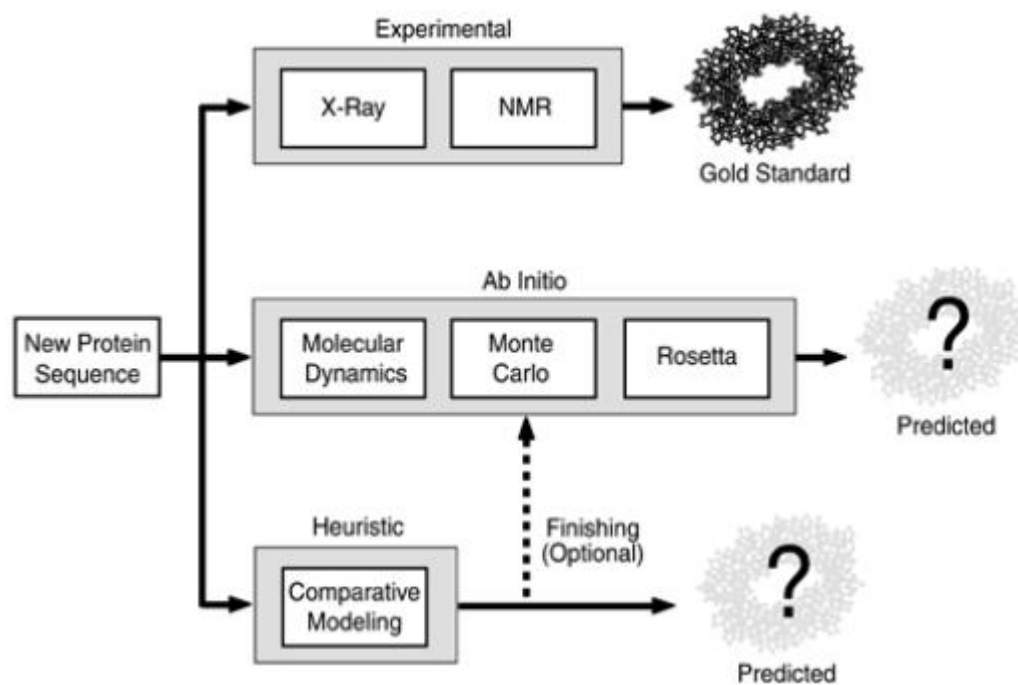 Experimental
X-Ray
NMR
Gold Standard
Ab Initio
New Protein
Sequence
Molecular
Dynamics
Monte
Carlo
Rosetta
?
Predicted
Heuristic
Finishing
(Optional)
Comparative
Modeling
?
Predicted